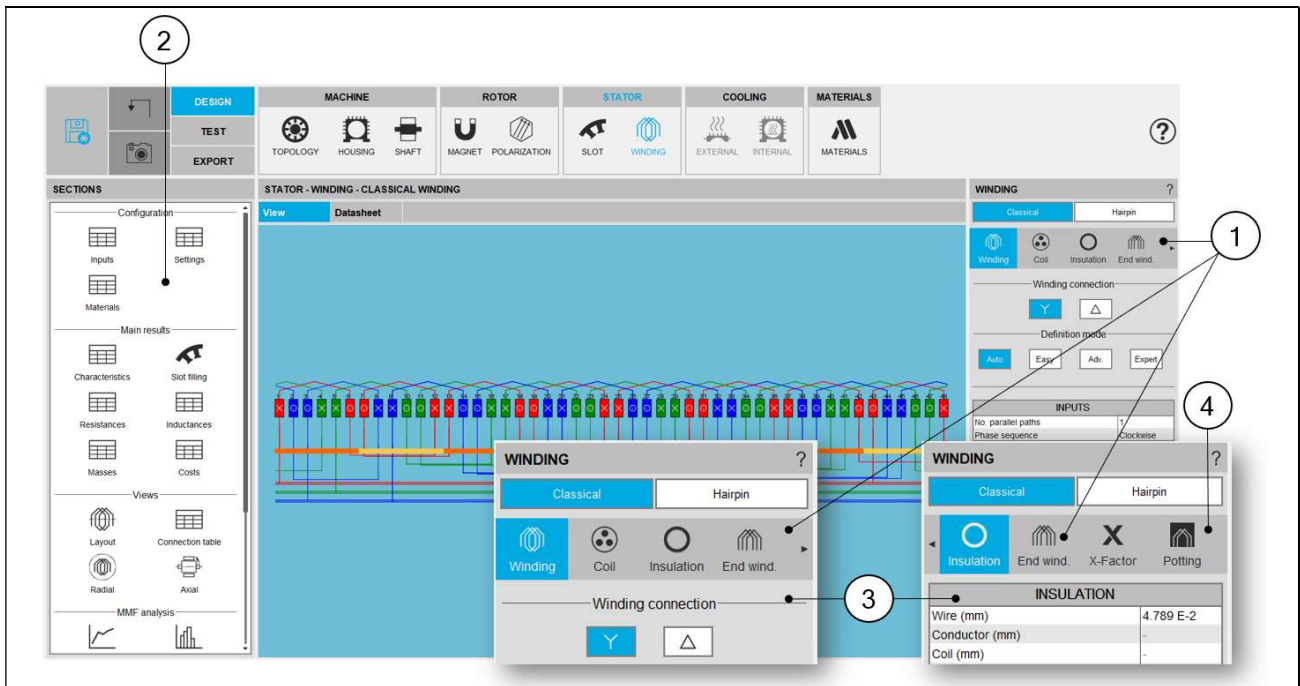 2
DESIGN
TEST
EXPORT
MACHINE
TOPOLOGY HOUSING SHAFT
ROTOR
MAGNET POLARIZATION
STATOR
SLOT WINDING
COOLING
EXTERNAL INTERNAL
MATERIALS
MATERIALS
?
SECTIONS
Configuration
Inputs Settings
Materials
Main results
Characteristics Slot filling
Resistances Inductances
Masses Costs
Views
Layout Connection table
Radial Axial
MMF analysis
STATOR - WINDING - CLASSICAL WINDING
View Datasheet
WINDING ?
Classical Hairpin
Winding Coil Insulation End wind.
Winding connection
Definition mode
Auto Easy Adv. Expert
INPUTS
No. parallel paths 1
Phase sequence Clockwise
1
4
WINDING ?
Classical Hairpin
Winding Coil Insulation End wind.
Winding connection
3
WINDING ?
Classical Hairpin
Insulation End wind. X-Factor Potting
INSULATION
Wire (mm) 4.789 E-2
Conductor (mm) -
Coil (mm) -